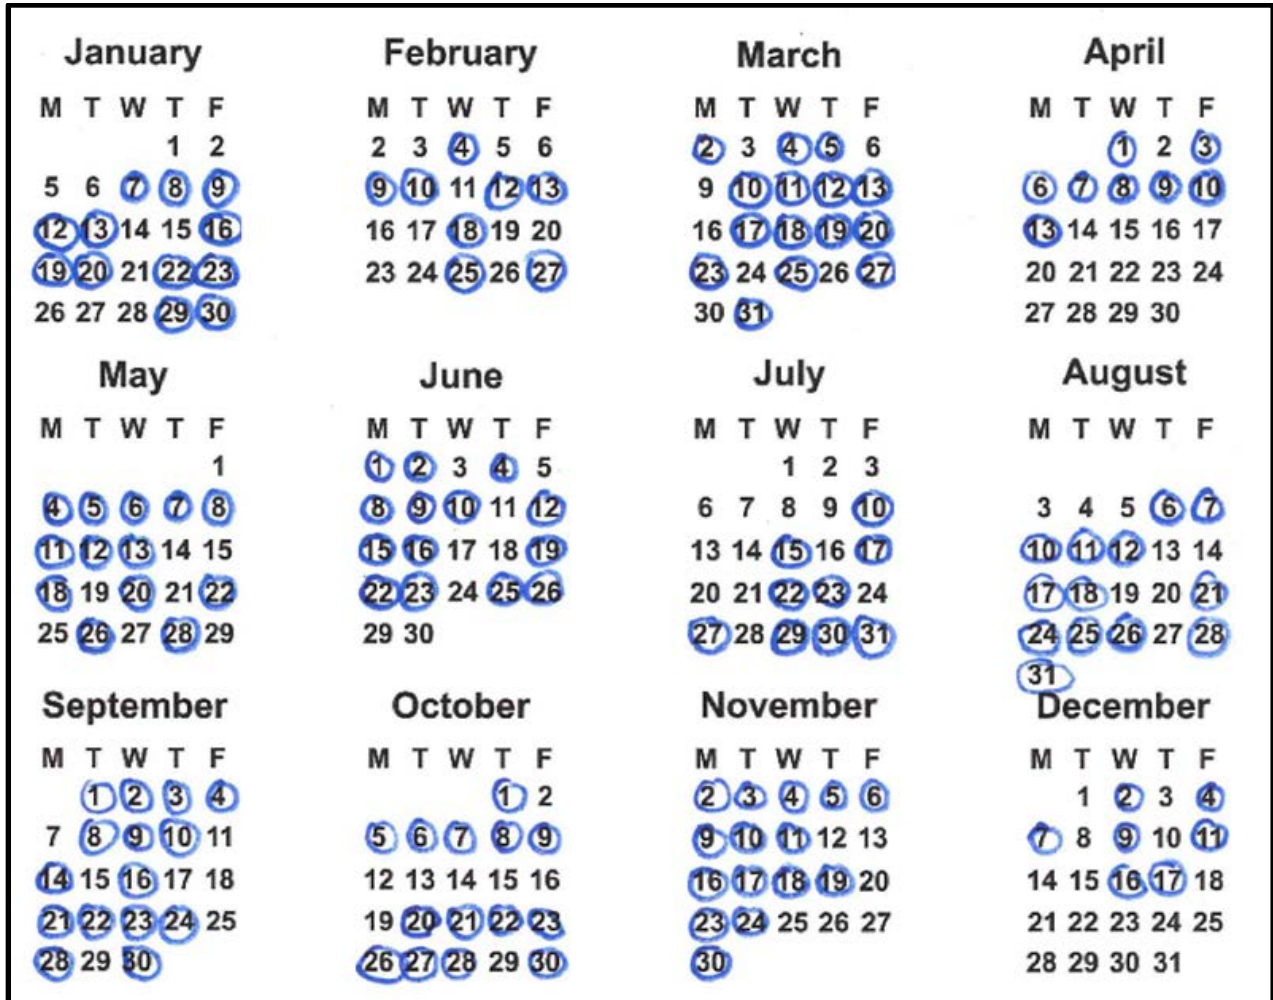 January February March April
M T W T F M T W T F M T W T F M T W T F
1 2 2 3 4 5 6 2 3 4 5 6 1 2 3
5 6 7 8 9 9 10 11 12 13 9 10 11 12 13 6 7 8 9 10
12 13 14 15 16 16 17 18 19 20 16 17 18 19 20 13 14 15 16 17
19 20 21 22 23 23 24 25 26 27 23 24 25 26 27 20 21 22 23 24
26 27 28 29 30 30 31 27 28 29 30
May June July August
M T W T F M T W T F M T W T F M T W T F
1 1 2 3 4 5 1 2 3
4 5 6 7 8 8 9 10 11 12 6 7 8 9 10 3 4 5 6 7
11 12 13 14 15 15 16 17 18 19 13 14 15 16 17 10 11 12 13 14
18 19 20 21 22 22 23 24 25 26 20 21 22 23 24 17 18 19 20 21
25 26 27 28 29 29 30 27 28 29 30 31 24 25 26 27 28
31
September October November December
M T W T F M T W T F M T W T F M T W T F
1 2 3 4 1 2 2 3 4 5 6 1 2 3 4
7 8 9 10 11 5 6 7 8 9 9 10 11 12 13 7 8 9 10 11
14 15 16 17 18 12 13 14 15 16 16 17 18 19 20 14 15 16 17 18
21 22 23 24 25 19 20 21 22 23 23 24 25 26 27 21 22 23 24 25
28 29 30 26 27 28 29 30 30 28 29 30 31